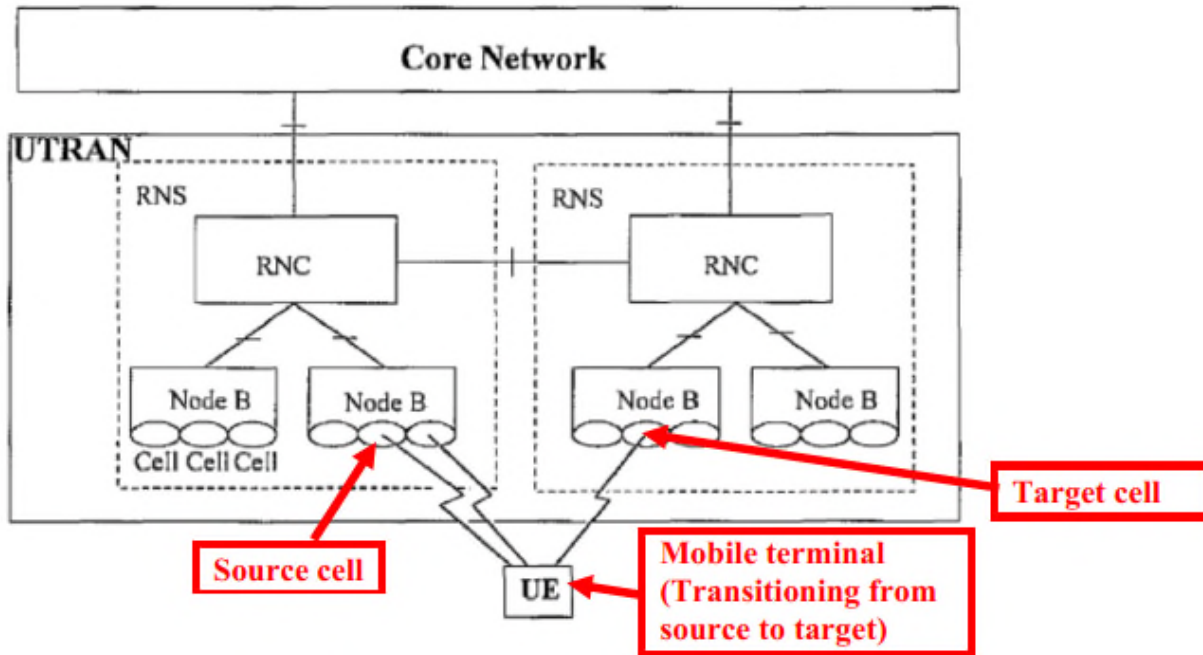 Core Network
UTRAN
RNS
RNS
RNC
RNC
Node B
Node B
Node B
Node B
Cell Cell Cell
Target cell
Source cell
UE
Mobile terminal
(Transitioning from
source to target)